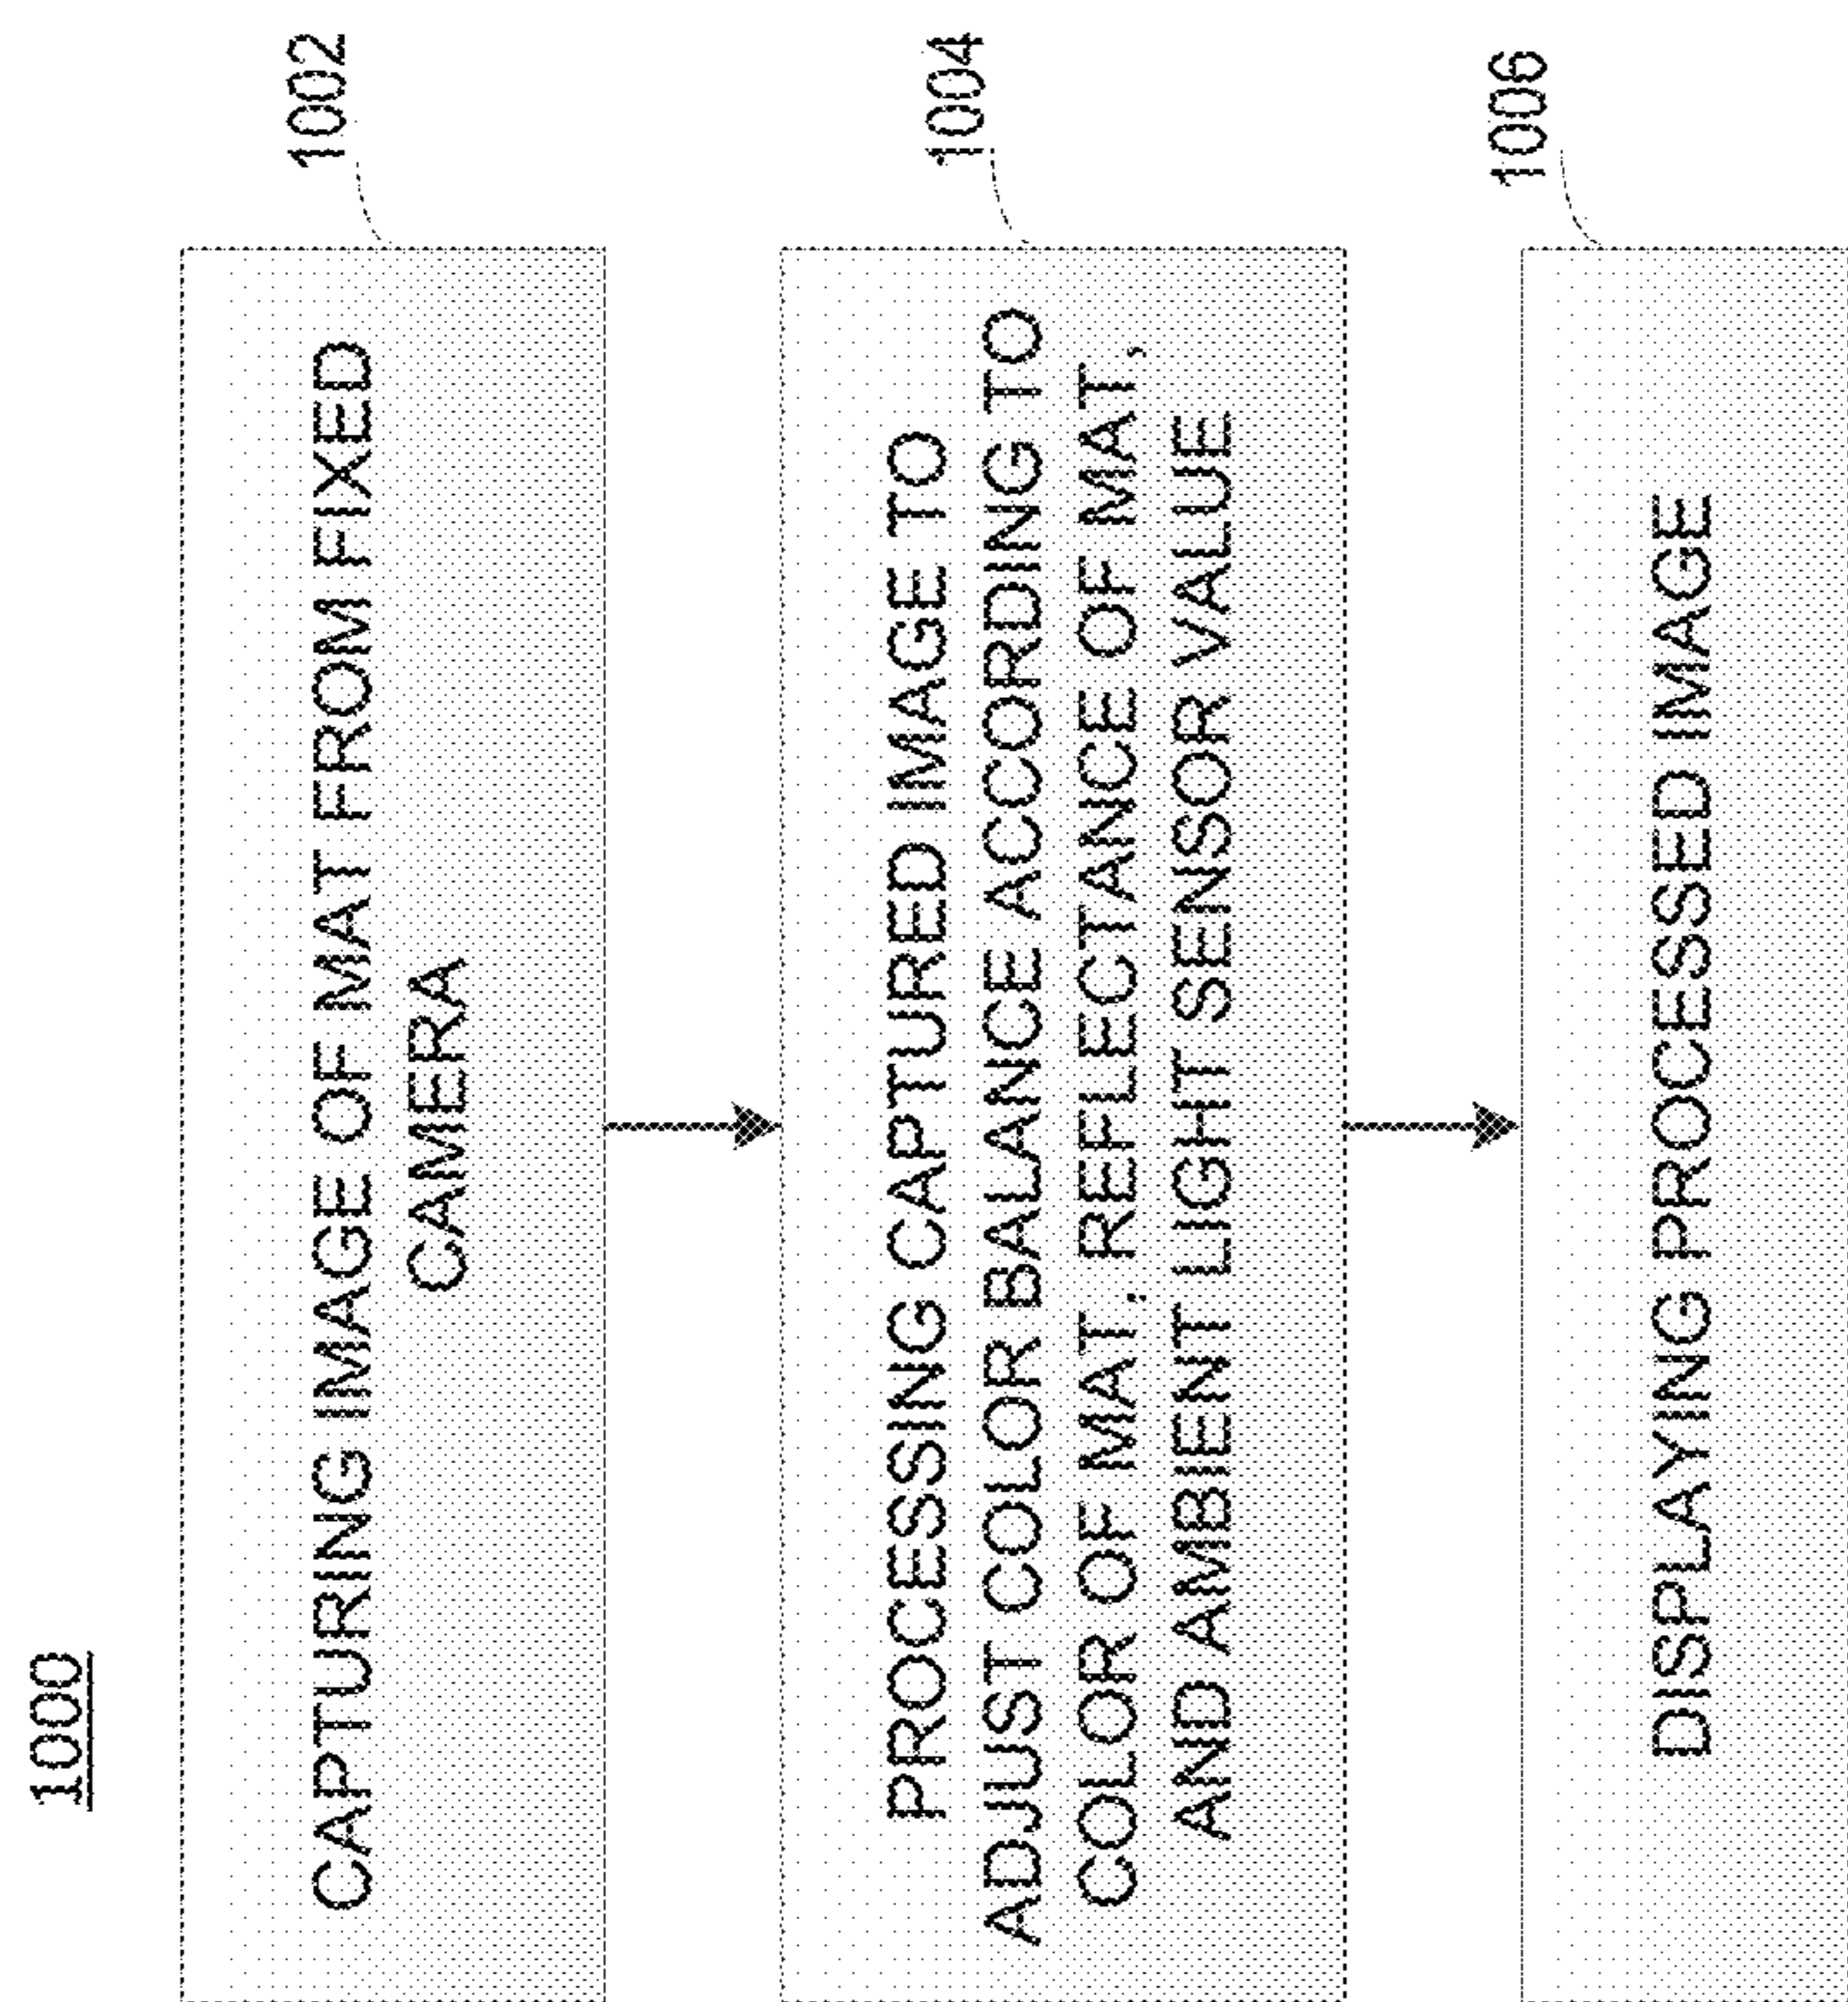 1000
CAPTURING IMAGE OF MAT FROM FIXED
CAMERA
1002
PROCESSING CAPTURED IMAGE TO
ADJUST COLOR BALANCE ACCORDING TO
COLOR OF MAT, REFLECTANCE OF MAT,
AND AMBIENT LIGHT SENSOR VALUE
1004
DISPLAYING PROCESSED IMAGE
1006